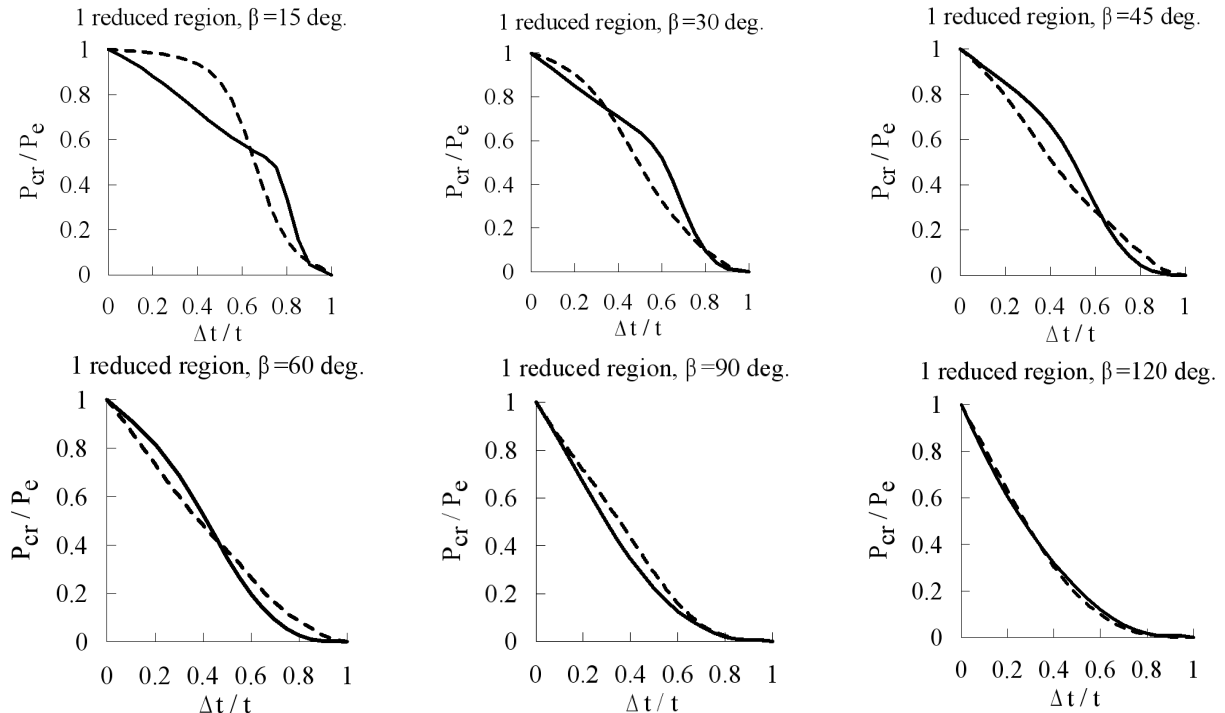 1 reduced region, β=15 deg.
1
0.8
0.6
0.4
0.2
0
P_cr / P_e
0 0.2 0.4 0.6 0.8 1
Δt / t
1 reduced region, β=30 deg.
1
0.8
0.6
0.4
0.2
0
P_cr / P_e
0 0.2 0.4 0.6 0.8 1
Δt / t
1 reduced region, β=45 deg.
1
0.8
0.6
0.4
0.2
0
P_cr / P_e
0 0.2 0.4 0.6 0.8 1
Δt / t
1 reduced region, β=60 deg.
1
0.8
0.6
0.4
0.2
0
P_cr / P_e
0 0.2 0.4 0.6 0.8 1
Δt / t
1 reduced region, β=90 deg.
1
0.8
0.6
0.4
0.2
0
P_cr / P_e
0 0.2 0.4 0.6 0.8 1
Δt / t
1 reduced region, β=120 deg.
1
0.8
0.6
0.4
0.2
0
P_cr / P_e
0 0.2 0.4 0.6 0.8 1
Δt / t